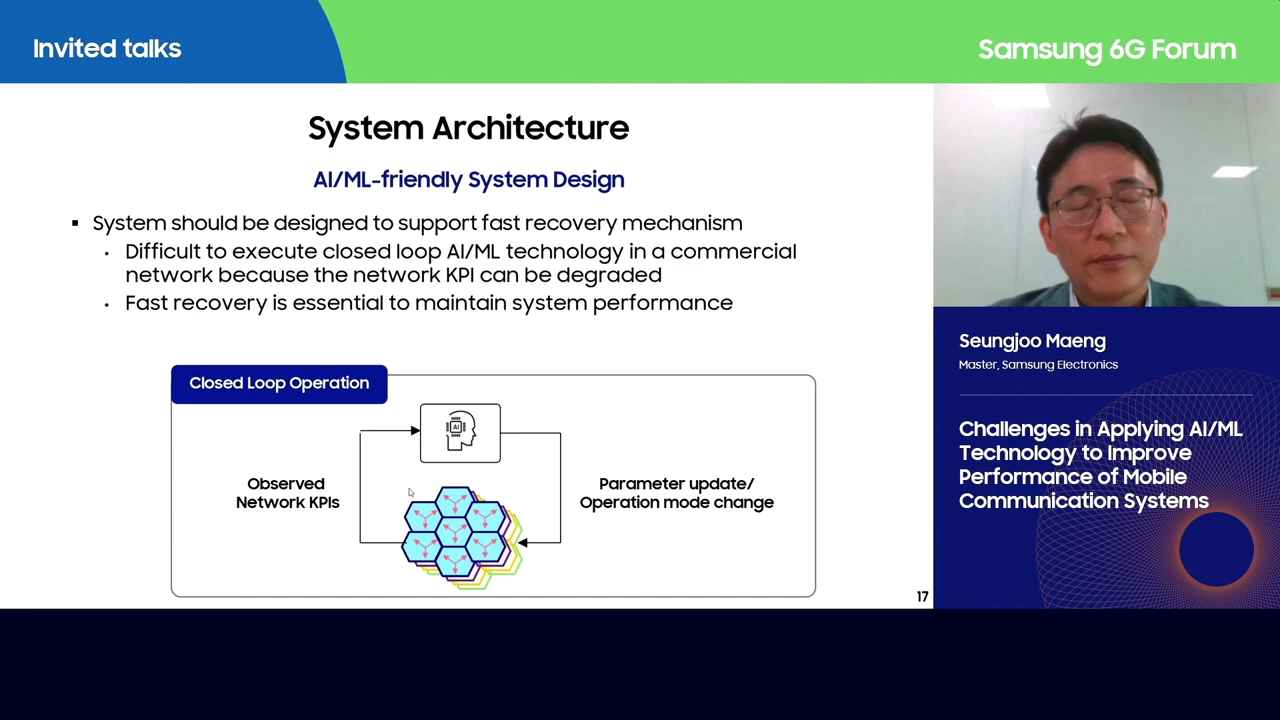 Invited talks
Samsung 6G Forum
System Architecture
AI/ML-friendly System Design
▪ System should be designed to support fast recovery mechanism
• Difficult to execute closed loop AI/ML technology in a commercial
network because the network KPI can be degraded
• Fast recovery is essential to maintain system performance
Closed Loop Operation
AI
Observed
Network KPIs
Parameter update/
Operation mode change
17
Seungjoo Maeng
Master, Samsung Electronics
Challenges in Applying AI/ML
Technology to Improve
Performance of Mobile
Communication Systems